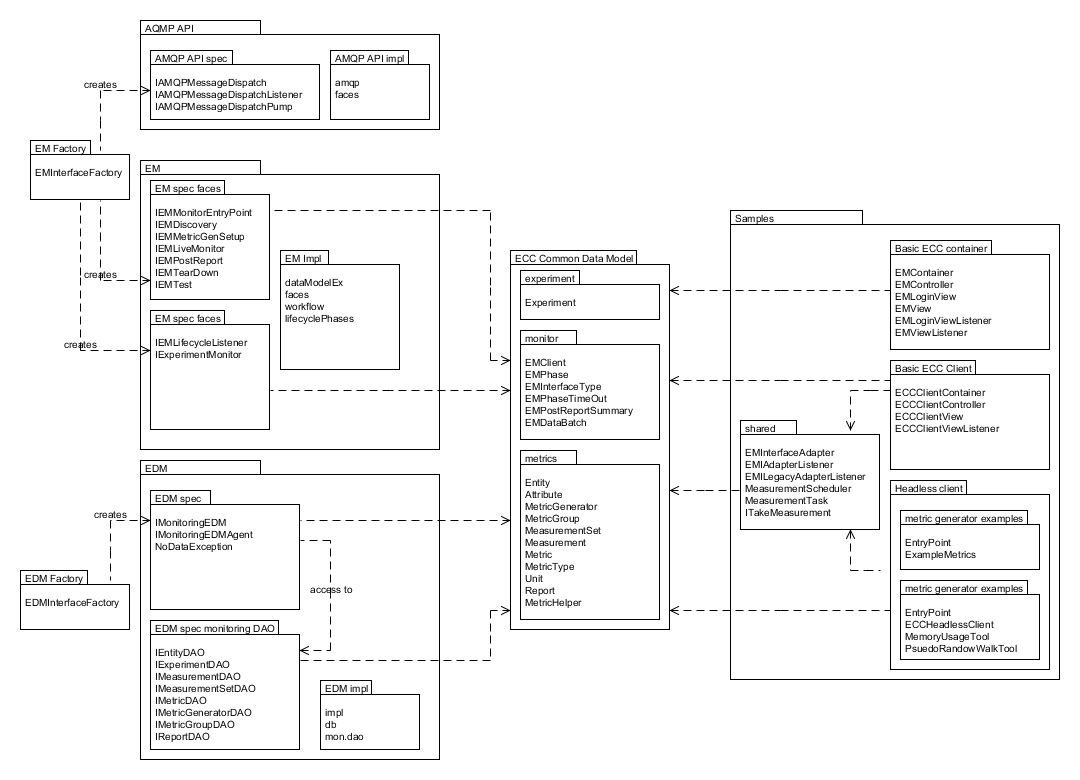 AQMP API
AMQP API spec
IAMQPMessageDispatch
IAMQPMessageDispatchListener
IAMQPMessageDispatchPump
AMQP API impl
amqp
faces
creates
EM Factory
EMInterfaceFactory
creates
creates
EM
EM spec faces
IEMMonitorEntryPoint
IEMDiscovery
IEMMetricGenSetup
IEMLiveMonitor
IEMPostReport
IEMTearDown
IEMTest
EM Impl
dataModelEx
faces
workflow
lifecyclePhases
EM spec faces
IEMLifecycleListener
IExperimentMonitor
EDM
EDM spec
IMonitoringEDM
IMonitoringEDMAgent
NoDataException
creates
access to
EDM Factory
EDMInterfaceFactory
EDM spec monitoring DAO
IEntityDAO
IExperimentDAO
IMeasurementDAO
IMeasurementSetDAO
IMetricDAO
IMetricGeneratorDAO
IMetricGroupDAO
IReportDAO
EDM impl
impl
db
mon.dao
ECC Common Data Model
experiment
Experiment
monitor
EMClient
EMPhase
EMInterfaceType
EMPhaseTimeOut
EMPostReportSummary
EMDataBatch
metrics
Entity
Attribute
MetricGenerator
MetricGroup
MeasurementSet
Measurement
Metric
MetricType
Unit
Report
MetricHelper
Samples
Basic ECC container
EMContainer
EMController
EMLoginView
EMView
EMLoginViewListener
EMViewListener
Basic ECC Client
ECCClientContainer
ECCClientController
ECCClientView
ECCClientViewListener
shared
EMInterfaceAdapter
EMIAdapterListener
EMILegacyAdapterListener
MeasurementScheduler
MeasurementTask
ITakeMeasurement
Headless client
metric generator examples
EntryPoint
ExampleMetrics
metric generator examples
EntryPoint
ECCHeadlessClient
MemoryUsageTool
PsuedoRandowWalkTool